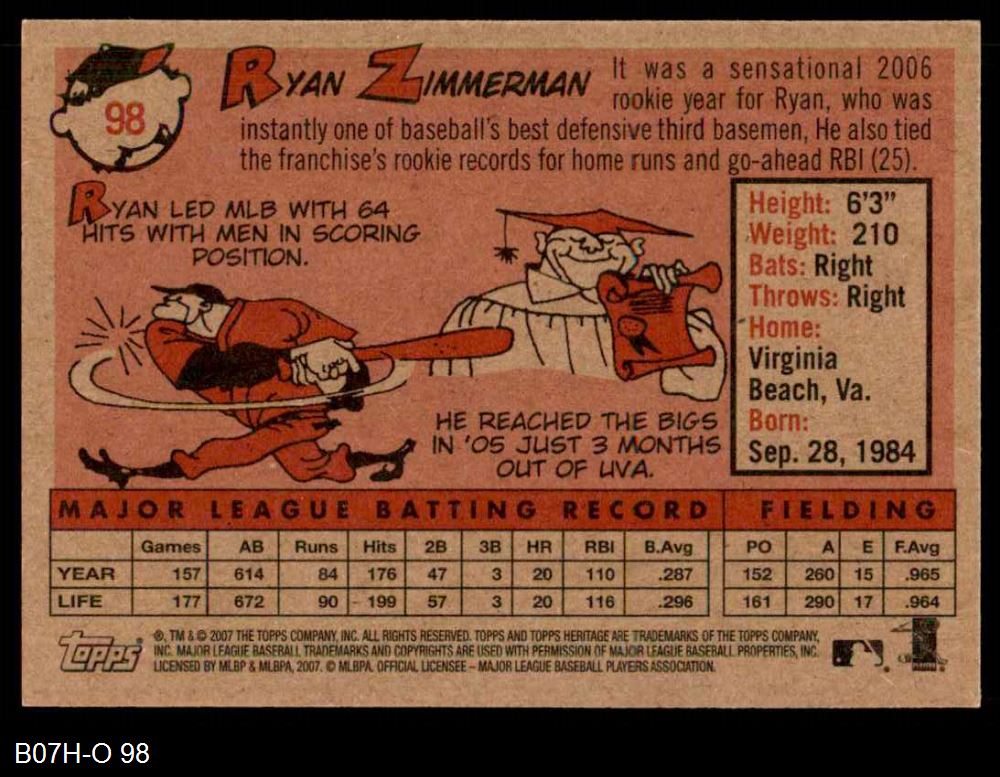 98
RYAN ZIMMERMAN
It was a sensational 2006
rookie year for Ryan, who was
instantly one of baseball's best defensive third basemen. He also tied
the franchise's rookie records for home runs and go-ahead RBI (25).
RYAN LED MLB WITH 64
HITS WITH MEN IN SCORING
POSITION.
HE REACHED THE BIGS
IN '05 JUST 3 MONTHS
OUT OF UVA.
Height: 6'3"
Weight: 210
Bats: Right
Throws: Right
Home:
Virginia
Beach, Va.
Born:
Sep. 28, 1984
MAJOR LEAGUE BATTING RECORD FIELDING
Games AB Runs Hits 2B 3B HR RBI B.Avg PO A E F.Avg
YEAR 157 614 84 176 47 3 20 110 .287 152 260 15 .965
LIFE 177 672 90 199 57 3 20 116 .296 161 290 17 .964
Topps
®, TM & © 2007 THE TOPPS COMPANY, INC. ALL RIGHTS RESERVED. TOPPS AND TOPPS HERITAGE ARE TRADEMARKS OF THE TOPPS COMPANY,
INC. MAJOR LEAGUE BASEBALL TRADEMARKS AND COPYRIGHTS ARE USED WITH PERMISSION OF MAJOR LEAGUE BASEBALL PROPERTIES, INC.
LICENSED BY MLBP & MLBPA, 2007. © MLBPA. OFFICIAL LICENSEE – MAJOR LEAGUE BASEBALL PLAYERS ASSOCIATION.
B07H-O 98